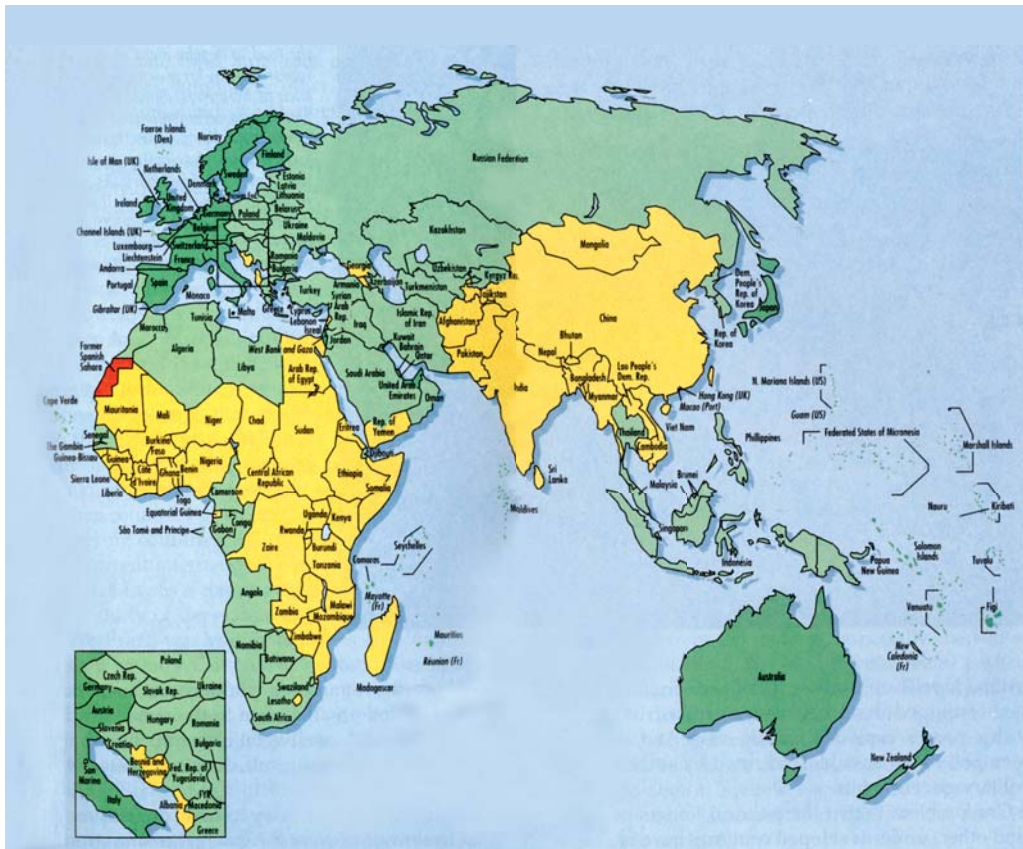 Faeroe Islands
(Den)
Norway
Finland
Sweden
Isle of Man (UK)
Netherlands
Denmark
Estonia
Latvia
Lithuania
Belarus
Russian Federation
Ireland
United
Kingdom
Germany
Poland
Belgium
Ukraine
Moldovia
Channel Islands (UK)
Luxembourg
Liechtenstein
Switzerland
France
Romania
Bulgaria
Andorra
Portugal
Spain
Monaco
Gibraltar (UK)
Malta
Greece
Turkey
Cyprus
Lebanon
Israel
Georgia
Armenia
Azerbaijan
Syrian
Arab
Rep.
Iraq
Jordan
Kazakhstan
Uzbekistan
Turkmenistan
Kyrgyz Re.
Tajikstan
Islamic Rep.
of Iran
Afghanistan
Pakistan
Kuwait
Bahrain
Qatar
Saudi Arabia
United Arab
Emirates
Oman
Rep. of
Yemen
Mongolia
China
Dem.
People's
Rep. of
Korea
Rep. of
Korea
Japan
Nepal
Bhutan
India
Bangladesh
Myanmar
Lao People's
Dem. Rep.
Hong Kong (UK)
Macao (Port)
Viet Nam
Thailand
Cambodia
Sri
Lanka
Maldives
Phillippines
Brunei
Malaysia
Singapore
Indonesia
Papua
New Guinea
N. Mariana Islands (US)
Guam (US)
Federated States of Micronesia
Marshall Islands
Nauru
Kiribati
Solomon
Islands
Tuvalu
Vanuatu
Figi
New
Caledonia
(Fr)
Australia
New Zealand
Morocco
Tunisia
Algeria
Libya
West Bank and Gaza
Arab Rep.
of Egypt
Former
Spanish
Sahara
Cape Verde
Mauritania
Mali
Niger
Chad
Sudan
Eritrea
Senegal
The Gambia
Guinea-Bissau
Guinea
Burkina
Faso
Sierra Leone
Liberia
Côte
d'Ivoire
Ghana
Benin
Togo
Nigeria
Cameroon
Central African
Republic
Ethiopia
Somalia
Equatorial Guinea
São Tomé and Principe
Gabon
Congo
Zaire
Uganda
Kenya
Rwanda
Burundi
Tanzania
Seychelles
Comoros
Mayotte
(Fr)
Angola
Zambia
Malawi
Mozambique
Zimbabwe
Namibia
Botswana
Swaziland
Lesotho
South Africa
Madagascar
Mauritius
Réunion (Fr)
Poland
Czech Rep.
Germany
Slovak Rep.
Ukraine
Austria
Hungary
Slovenia
Romania
Croatia
Bosnia and
Herzegovina
Fed. Rep. of
Yugoslavia
Bulgaria
San
Marino
Italy
Albania
FYR
Macedonia
Greece